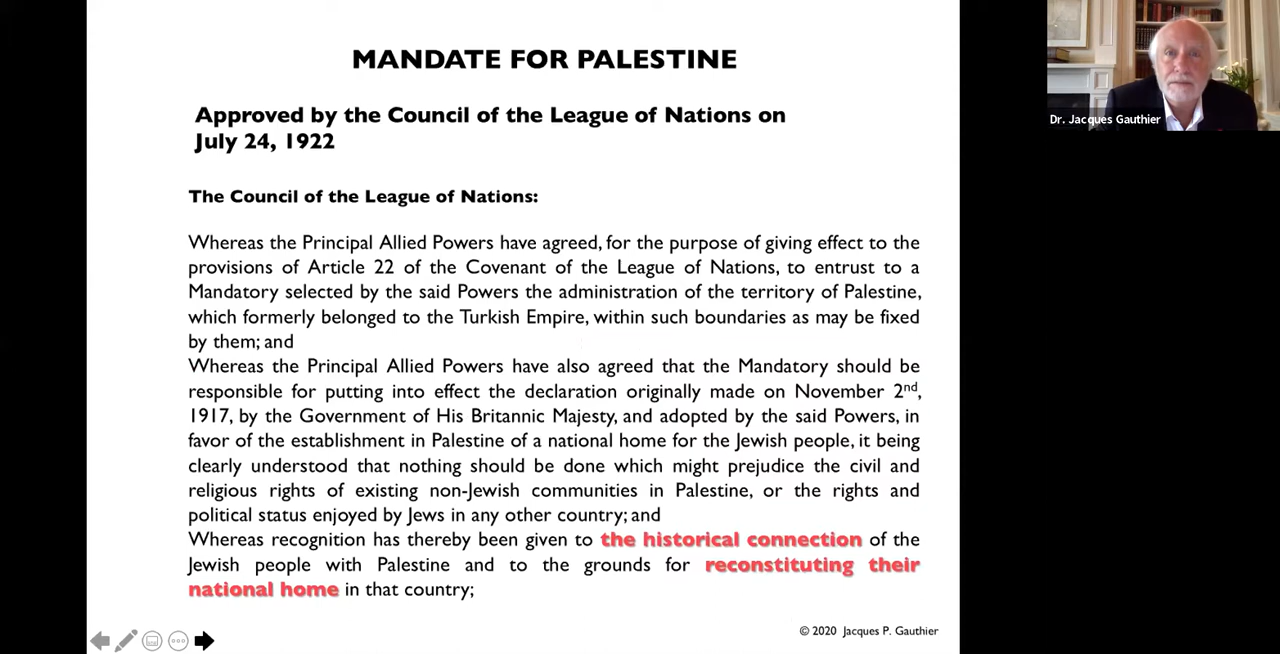 MANDATE FOR PALESTINE
Approved by the Council of the League of Nations on
July 24, 1922
The Council of the League of Nations:
Whereas the Principal Allied Powers have agreed, for the purpose of giving effect to the
provisions of Article 22 of the Covenant of the League of Nations, to entrust to a
Mandatory selected by the said Powers the administration of the territory of Palestine,
which formerly belonged to the Turkish Empire, within such boundaries as may be fixed
by them; and
Whereas the Principal Allied Powers have also agreed that the Mandatory should be
responsible for putting into effect the declaration originally made on November 2nd,
1917, by the Government of His Britannic Majesty, and adopted by the said Powers, in
favor of the establishment in Palestine of a national home for the Jewish people, it being
clearly understood that nothing should be done which might prejudice the civil and
religious rights of existing non-Jewish communities in Palestine, or the rights and
political status enjoyed by Jews in any other country; and
Whereas recognition has thereby been given to the historical connection of the
Jewish people with Palestine and to the grounds for reconstituting their
national home in that country;
© 2020 Jacques P. Gauthier
Dr. Jacques Gauthier